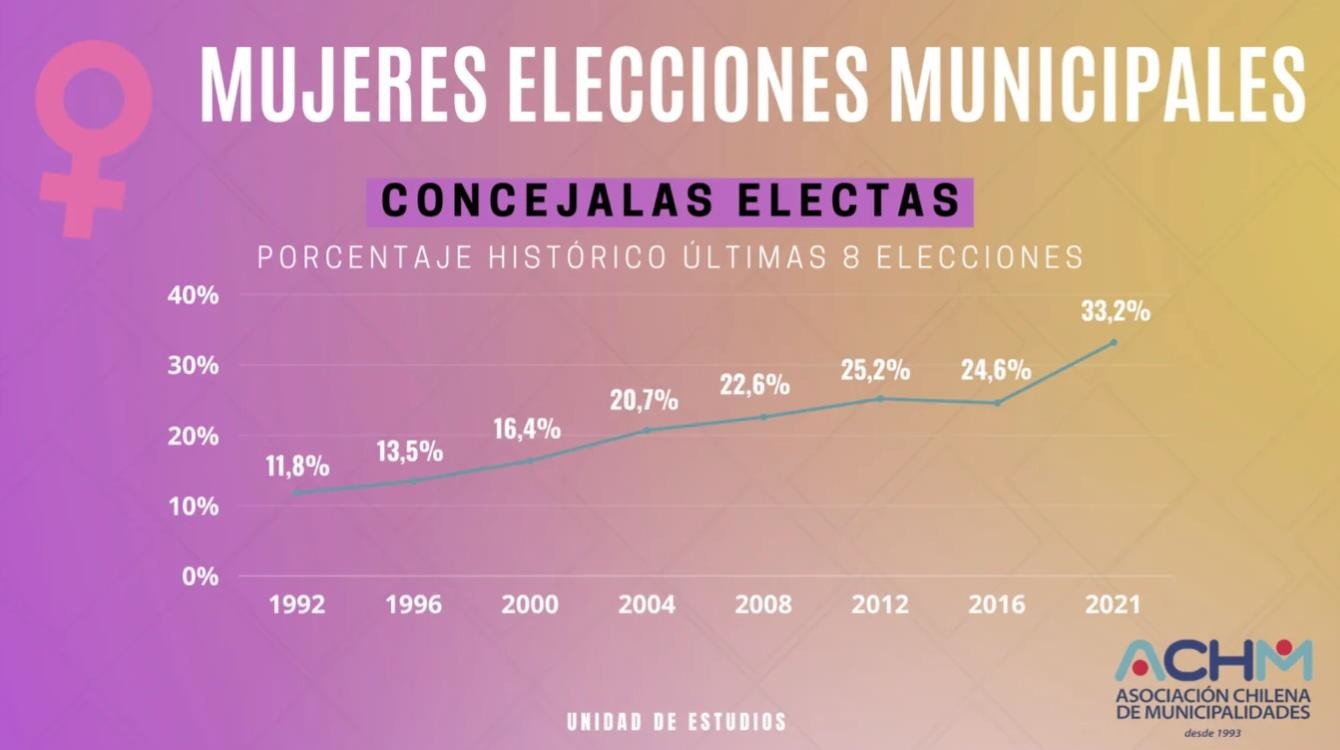 MUJERES ELECCIONES MUNICIPALES
CONCEJALAS ELECTAS
PORCENTAJE HISTÓRICO ÚLTIMAS 8 ELECCIONES
40%
30%
20%
10%
0%
11,8%
13,5%
16,4%
20,7%
22,6%
25,2%
24,6%
33,2%
1992 1996 2000 2004 2008 2012 2016 2021
ACHM
ASOCIACIÓN CHILENA
DE MUNICIPALIDADES
desde 1993
UNIDAD DE ESTUDIOS